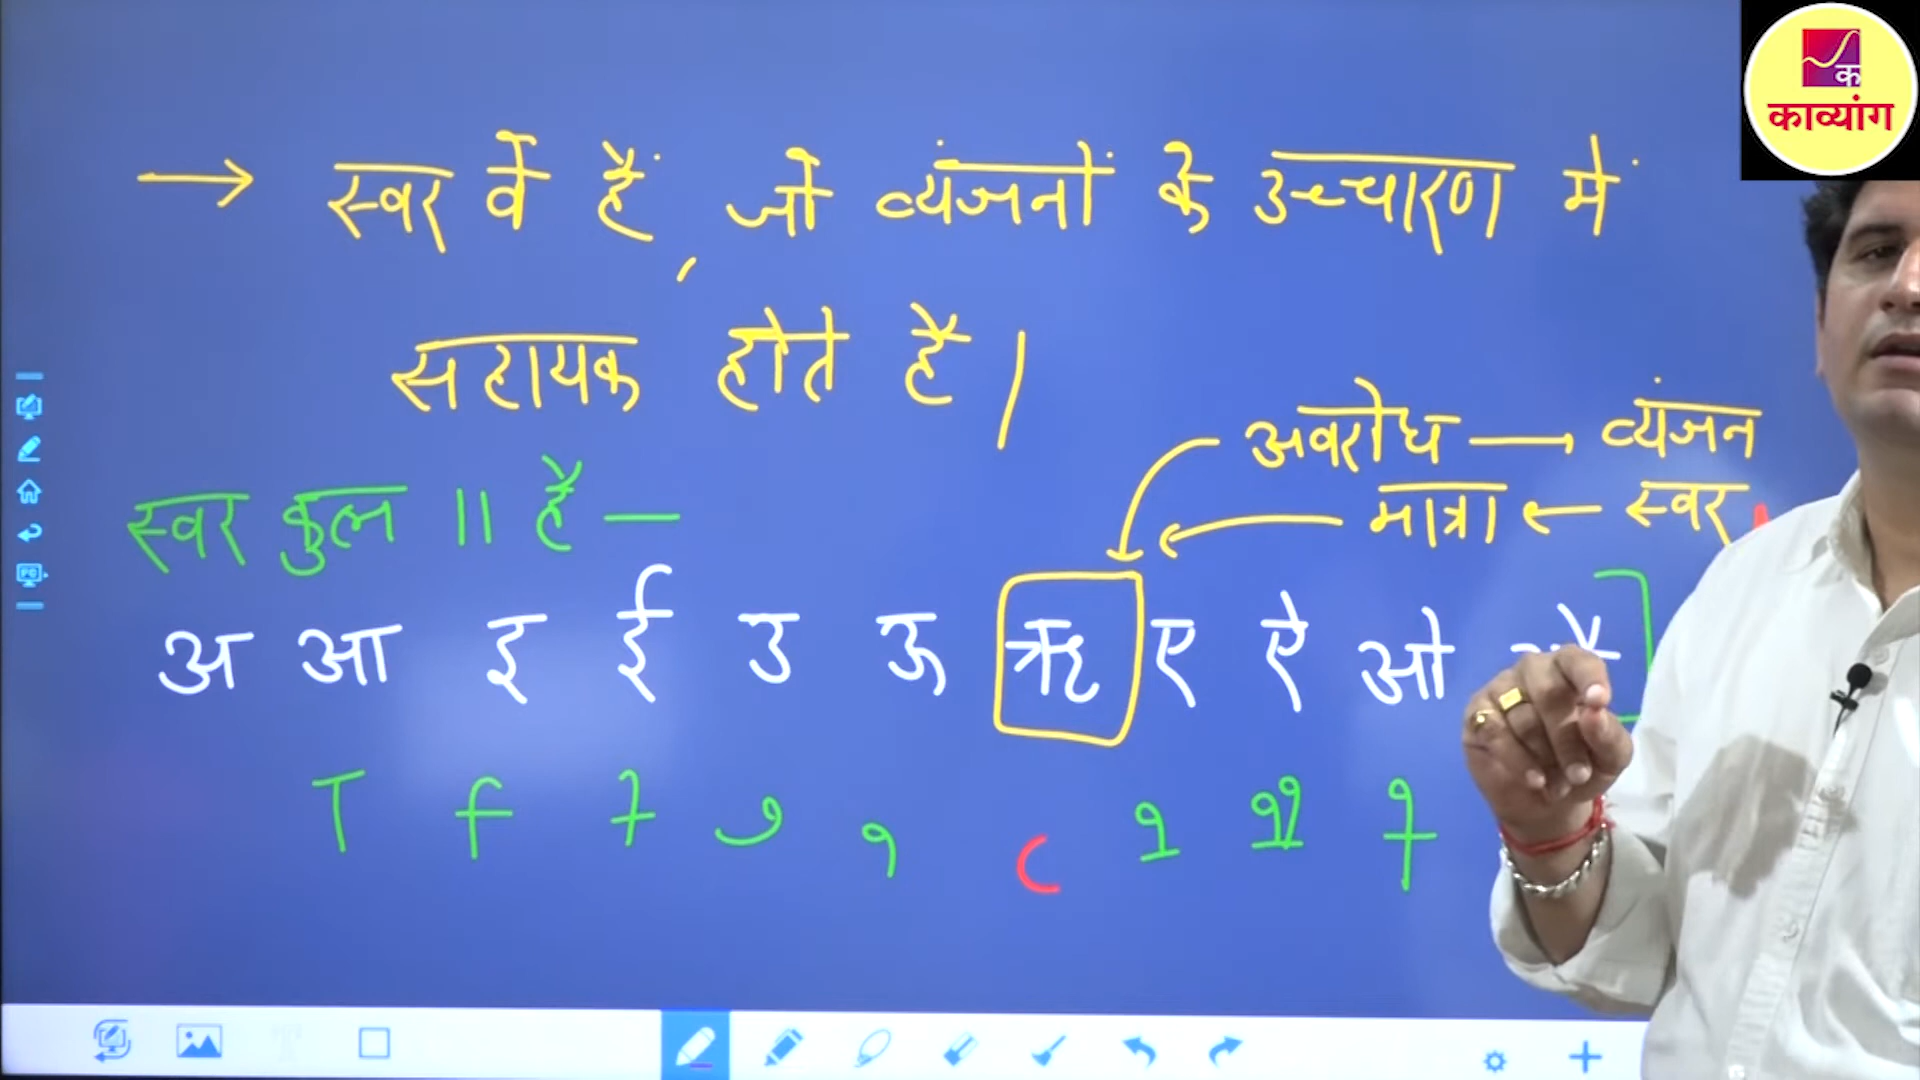 क
काव्यांग
→ स्वर वे हैं, जो व्यंजनों के उच्चारण में
सहायक होते हैं।
अवरोध → व्यंजन
मात्रा ← स्वर
स्वर कुल 11 है —
अ आ इ ई उ ऊ ऋ ए ऐ ओ
ा ि ी ु ू ृ े ै ो